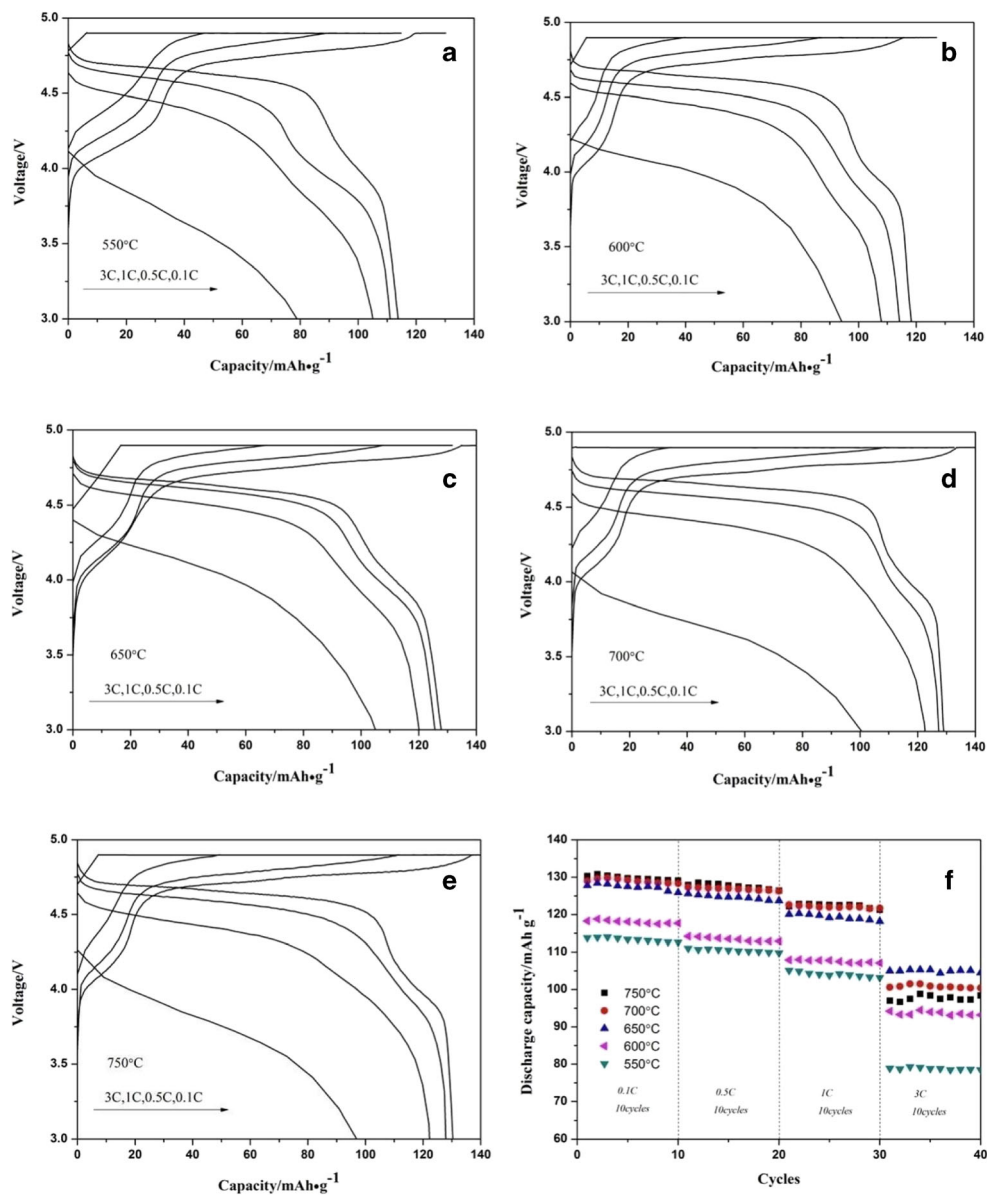 5.0
4.5
4.0
3.5
3.0
Voltage/V
a
550°C
3C,1C,0.5C,0.1C
0 20 40 60 80 100 120 140
Capacity/mAh•g-1
5.0
4.5
4.0
3.5
3.0
Voltage/V
b
600°C
3C,1C,0.5C,0.1C
0 20 40 60 80 100 120 140
Capacity/mAh•g-1
5.0
4.5
4.0
3.5
3.0
Voltage/V
c
650°C
3C,1C,0.5C,0.1C
0 20 40 60 80 100 120 140
Capacity/mAh•g-1
5.0
4.5
4.0
3.5
3.0
Voltage/V
d
700°C
3C,1C,0.5C,0.1C
0 20 40 60 80 100 120 140
Capacity/mAh•g-1
5.0
4.5
4.0
3.5
3.0
Voltage/V
e
750°C
3C,1C,0.5C,0.1C
0 20 40 60 80 100 120 140
Capacity/mAh•g-1
140
130
120
110
100
90
80
70
60
Discharge capacity/mAh g-1
f
750°C
700°C
650°C
600°C
550°C
0.1C 0.5C 1C 3C
10cycles 10cycles 10cycles 10cycles
0 10 20 30 40
Cycles